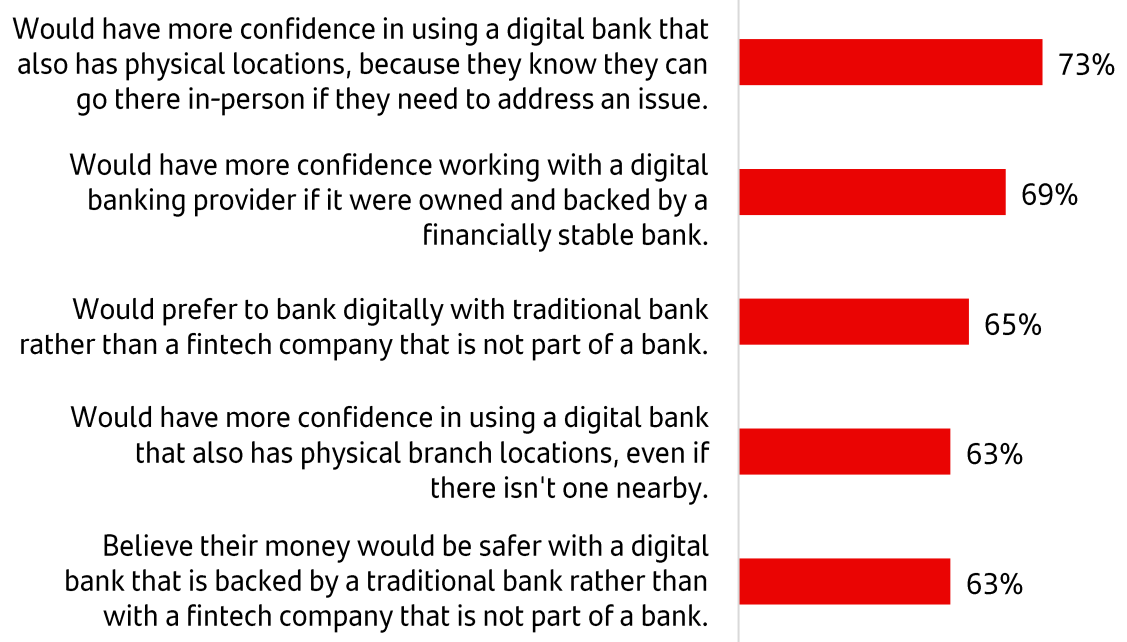 Would have more confidence in using a digital bank that
also has physical locations, because they know they can
go there in-person if they need to address an issue.
73%
Would have more confidence working with a digital
banking provider if it were owned and backed by a
financially stable bank.
69%
Would prefer to bank digitally with traditional bank
rather than a fintech company that is not part of a bank.
65%
Would have more confidence in using a digital bank
that also has physical branch locations, even if
there isn't one nearby.
63%
Believe their money would be safer with a digital
bank that is backed by a traditional bank rather than
with a fintech company that is not part of a bank.
63%